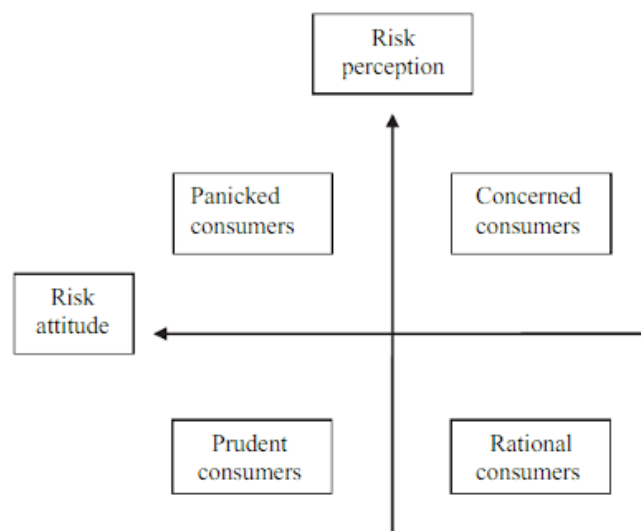 Risk
perception
Panicked
consumers
Concerned
consumers
Risk
attitude
Prudent
consumers
Rational
consumers